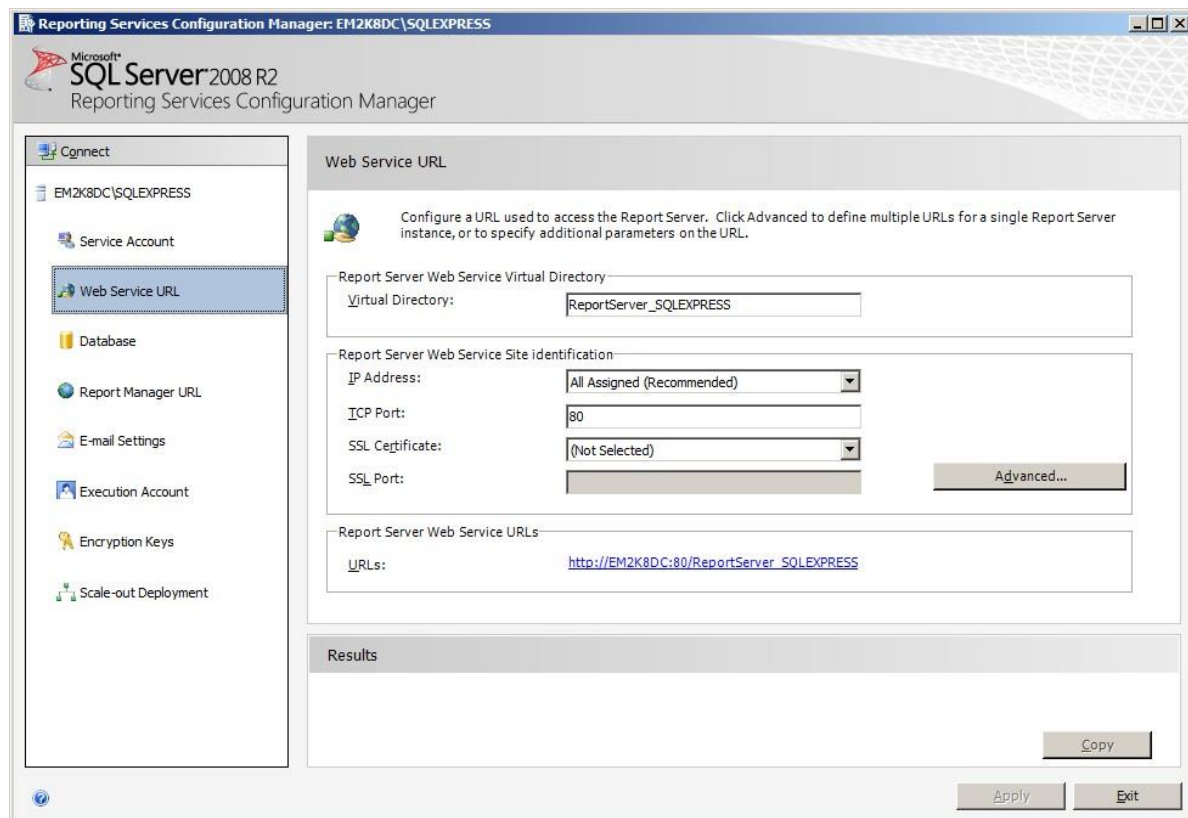 Reporting Services Configuration Manager: EM2K8DC\SQLEXPRESS
Microsoft®
SQL Server® 2008 R2
Reporting Services Configuration Manager
Connect
EM2K8DC\SQLEXPRESS
Service Account
Web Service URL
Database
Report Manager URL
E-mail Settings
Execution Account
Encryption Keys
Scale-out Deployment
Web Service URL
Configure a URL used to access the Report Server. Click Advanced to define multiple URLs for a single Report Server
instance, or to specify additional parameters on the URL.
Report Server Web Service Virtual Directory
Virtual Directory: ReportServer_SQLEXPRESS
Report Server Web Service Site identification
IP Address: All Assigned (Recommended)
TCP Port: 80
SSL Certificate: (Not Selected)
SSL Port:
Advanced...
Report Server Web Service URLs
URLs: http://EM2K8DC:80/ReportServer_SQLEXPRESS
Results
Copy
Apply Exit